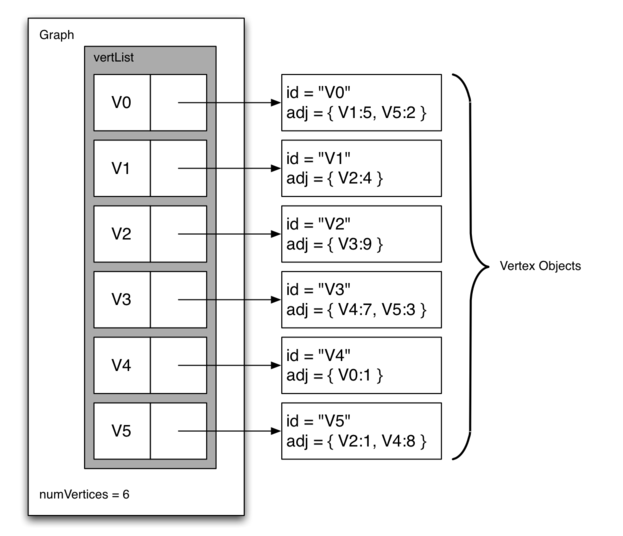 Graph
vertList
V0
id = "V0"
adj = { V1:5, V5:2 }
V1
id = "V1"
adj = { V2:4 }
V2
id = "V2"
adj = { V3:9 }
V3
id = "V3"
adj = { V4:7, V5:3 }
V4
id = "V4"
adj = { V0:1 }
V5
id = "V5"
adj = { V2:1, V4:8 }
Vertex Objects
numVertices = 6